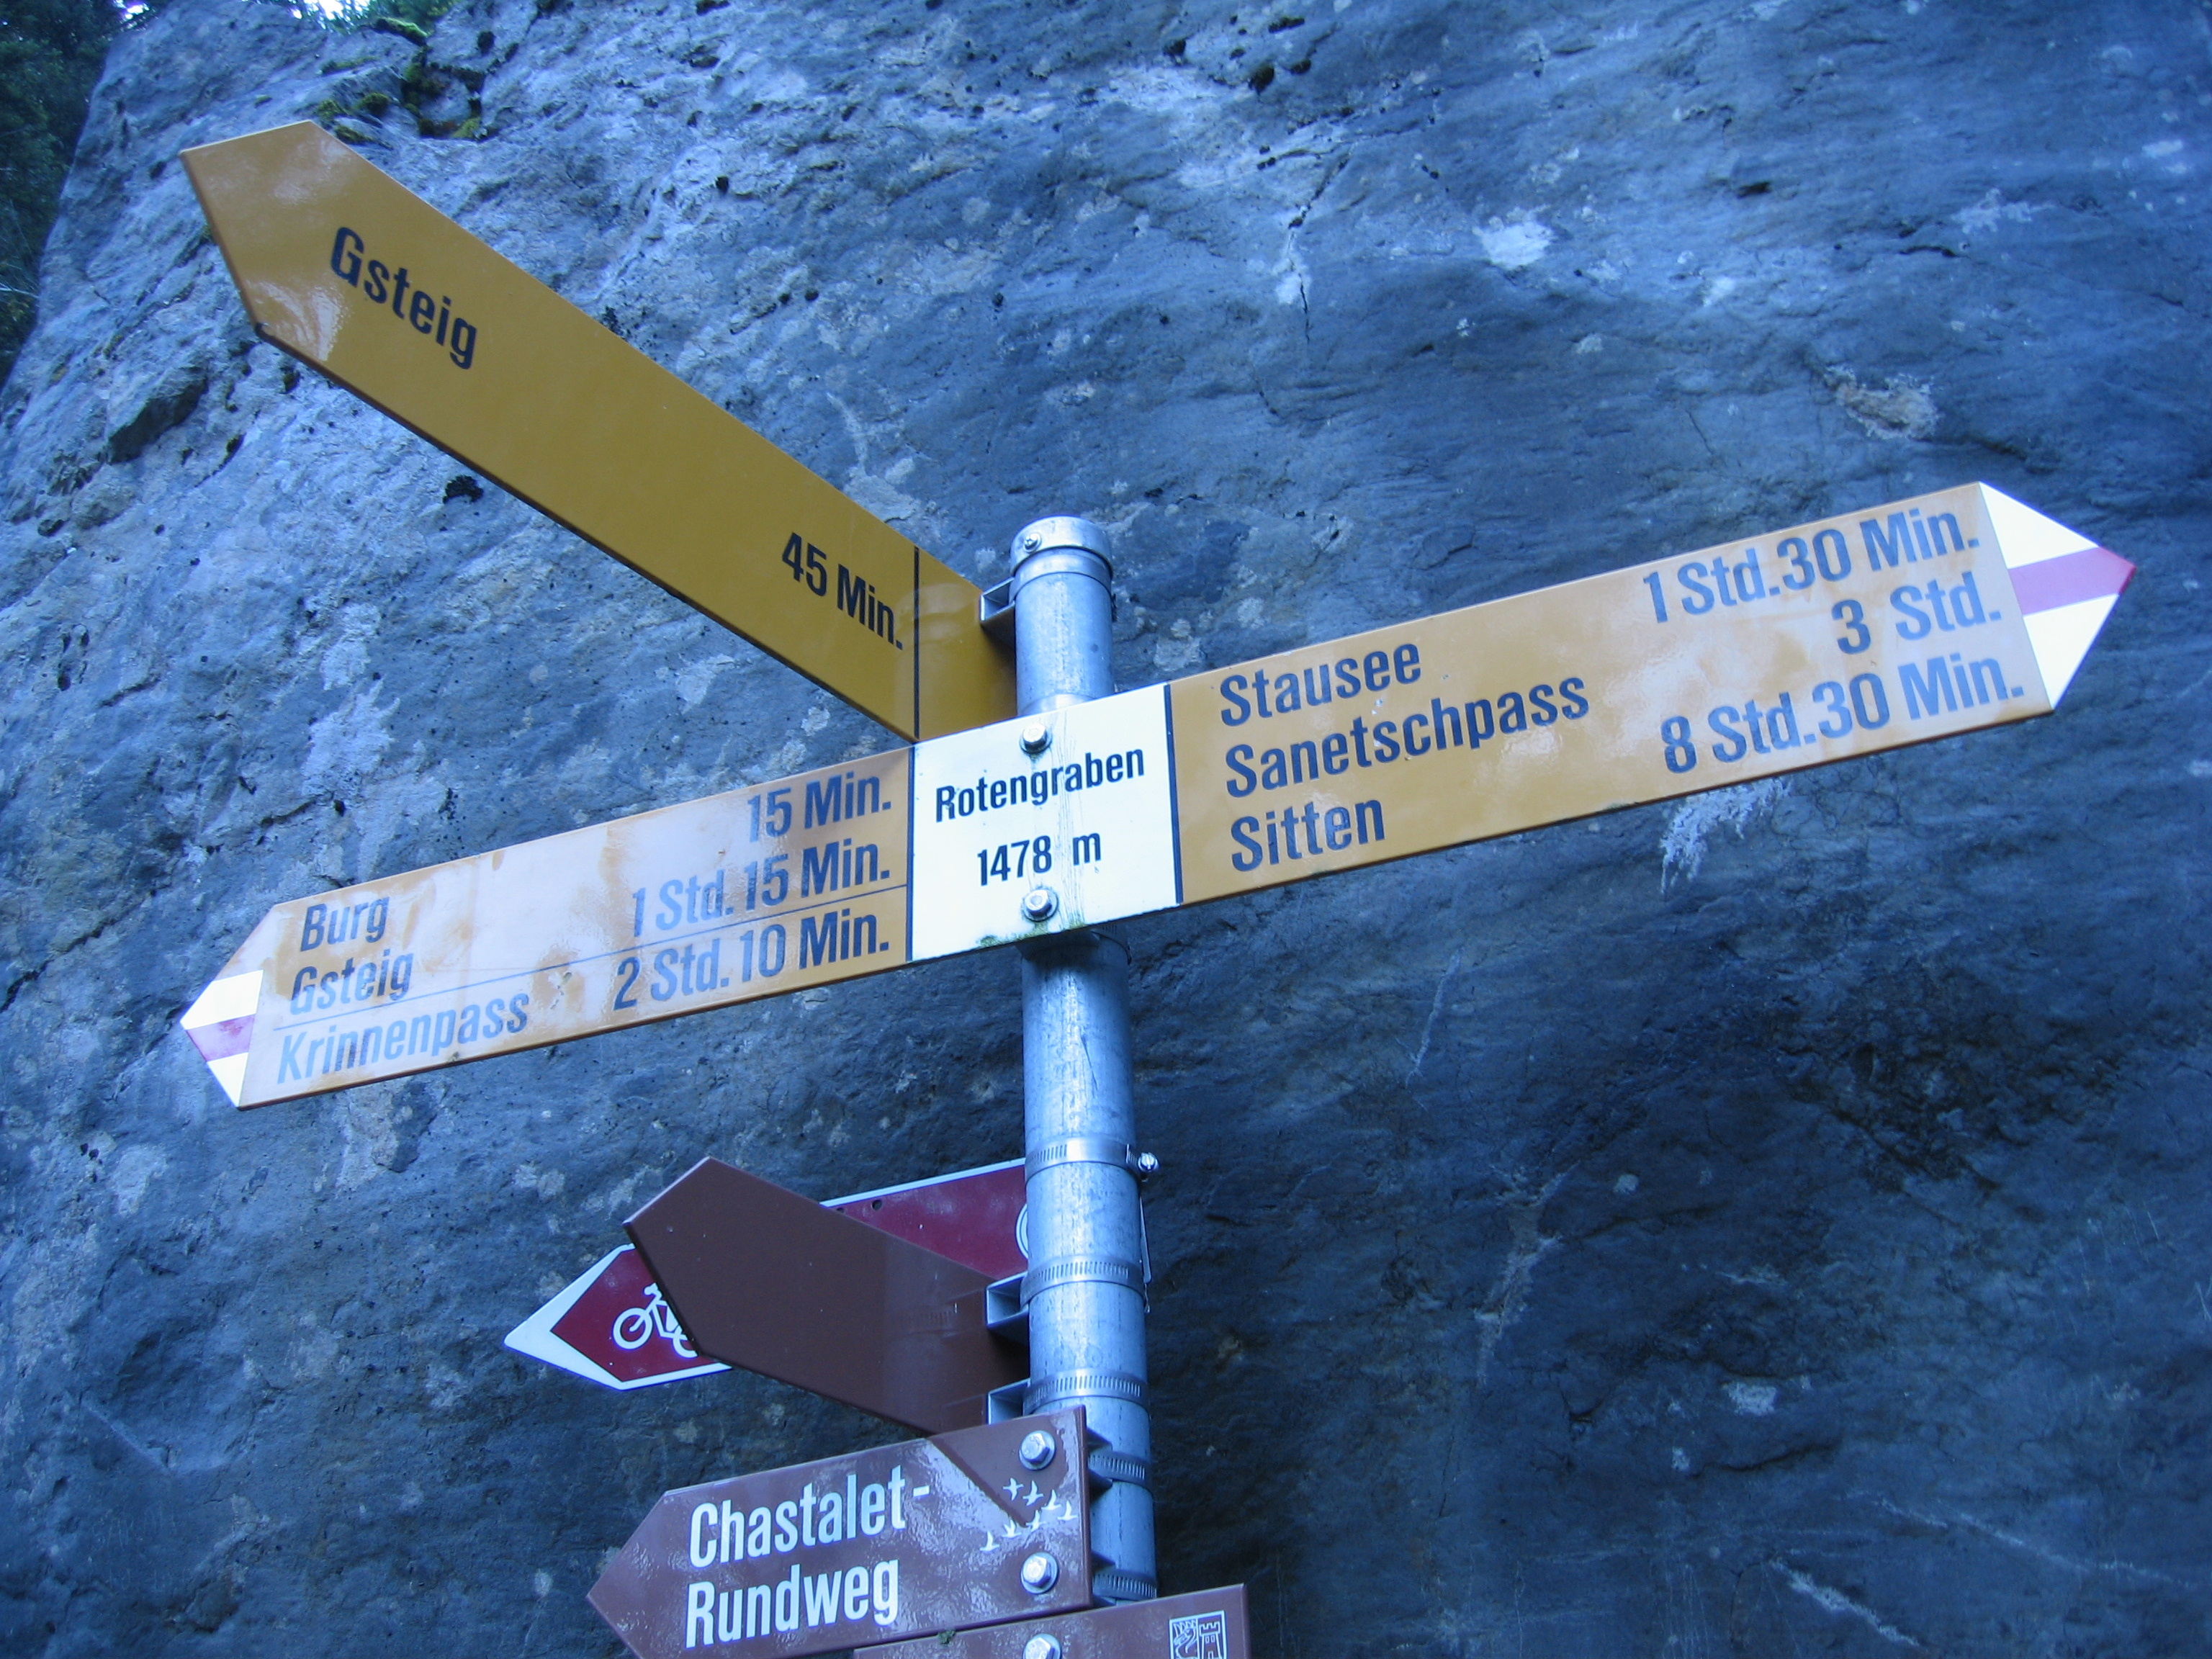 Gsteig
45 Min.
Stausee 1 Std. 30 Min.
Sanetschpass 3 Std.
Sitten 8 Std. 30 Min.
Rotengraben
1478 m
Burg 15 Min.
Gsteig 1 Std. 15 Min.
Krinnenpass 2 Std. 10 Min.
Chastalet-
Rundweg